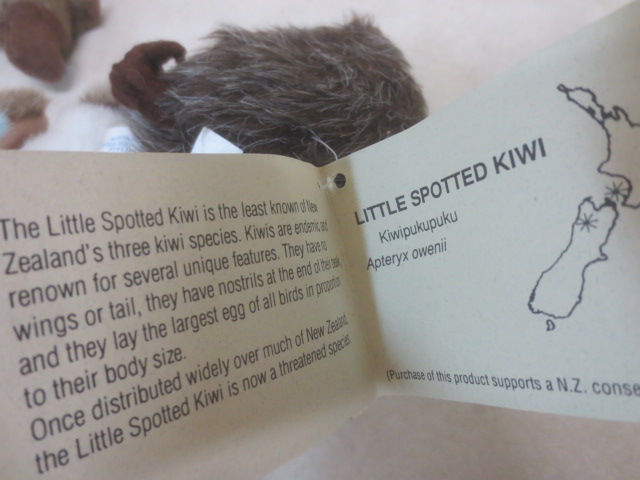 The Little Spotted Kiwi is the least known of New
Zealand's three kiwi species. Kiwis are endemic and
renown for several unique features. They have no
wings or tail, they have nostrils at the end of their beak,
and they lay the largest egg of all birds in proportion
to their body size.
Once distributed widely over much of New Zealand,
the Little Spotted Kiwi is now a threatened species.
LITTLE SPOTTED KIWI
Kiwipukupuku
Apteryx owenii
(Purchase of this product supports a N.Z. conse